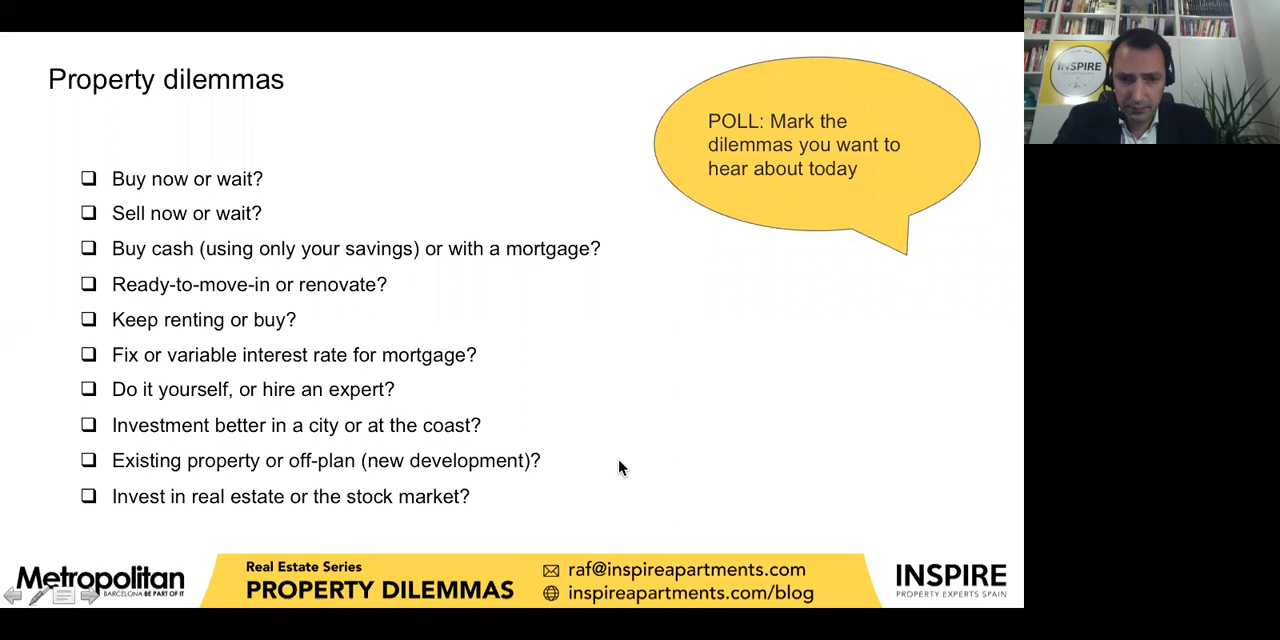 Property dilemmas
POLL: Mark the
dilemmas you want to
hear about today
Buy now or wait?
Sell now or wait?
Buy cash (using only your savings) or with a mortgage?
Ready-to-move-in or renovate?
Keep renting or buy?
Fix or variable interest rate for mortgage?
Do it yourself, or hire an expert?
Investment better in a city or at the coast?
Existing property or off-plan (new development)?
Invest in real estate or the stock market?
Metropolitan
BARCELONA BE PART OF IT
Real Estate Series
PROPERTY DILEMMAS
raf@inspireapartments.com
inspireapartments.com/blog
INSPIRE
PROPERTY EXPERTS SPAIN
INSPIRE